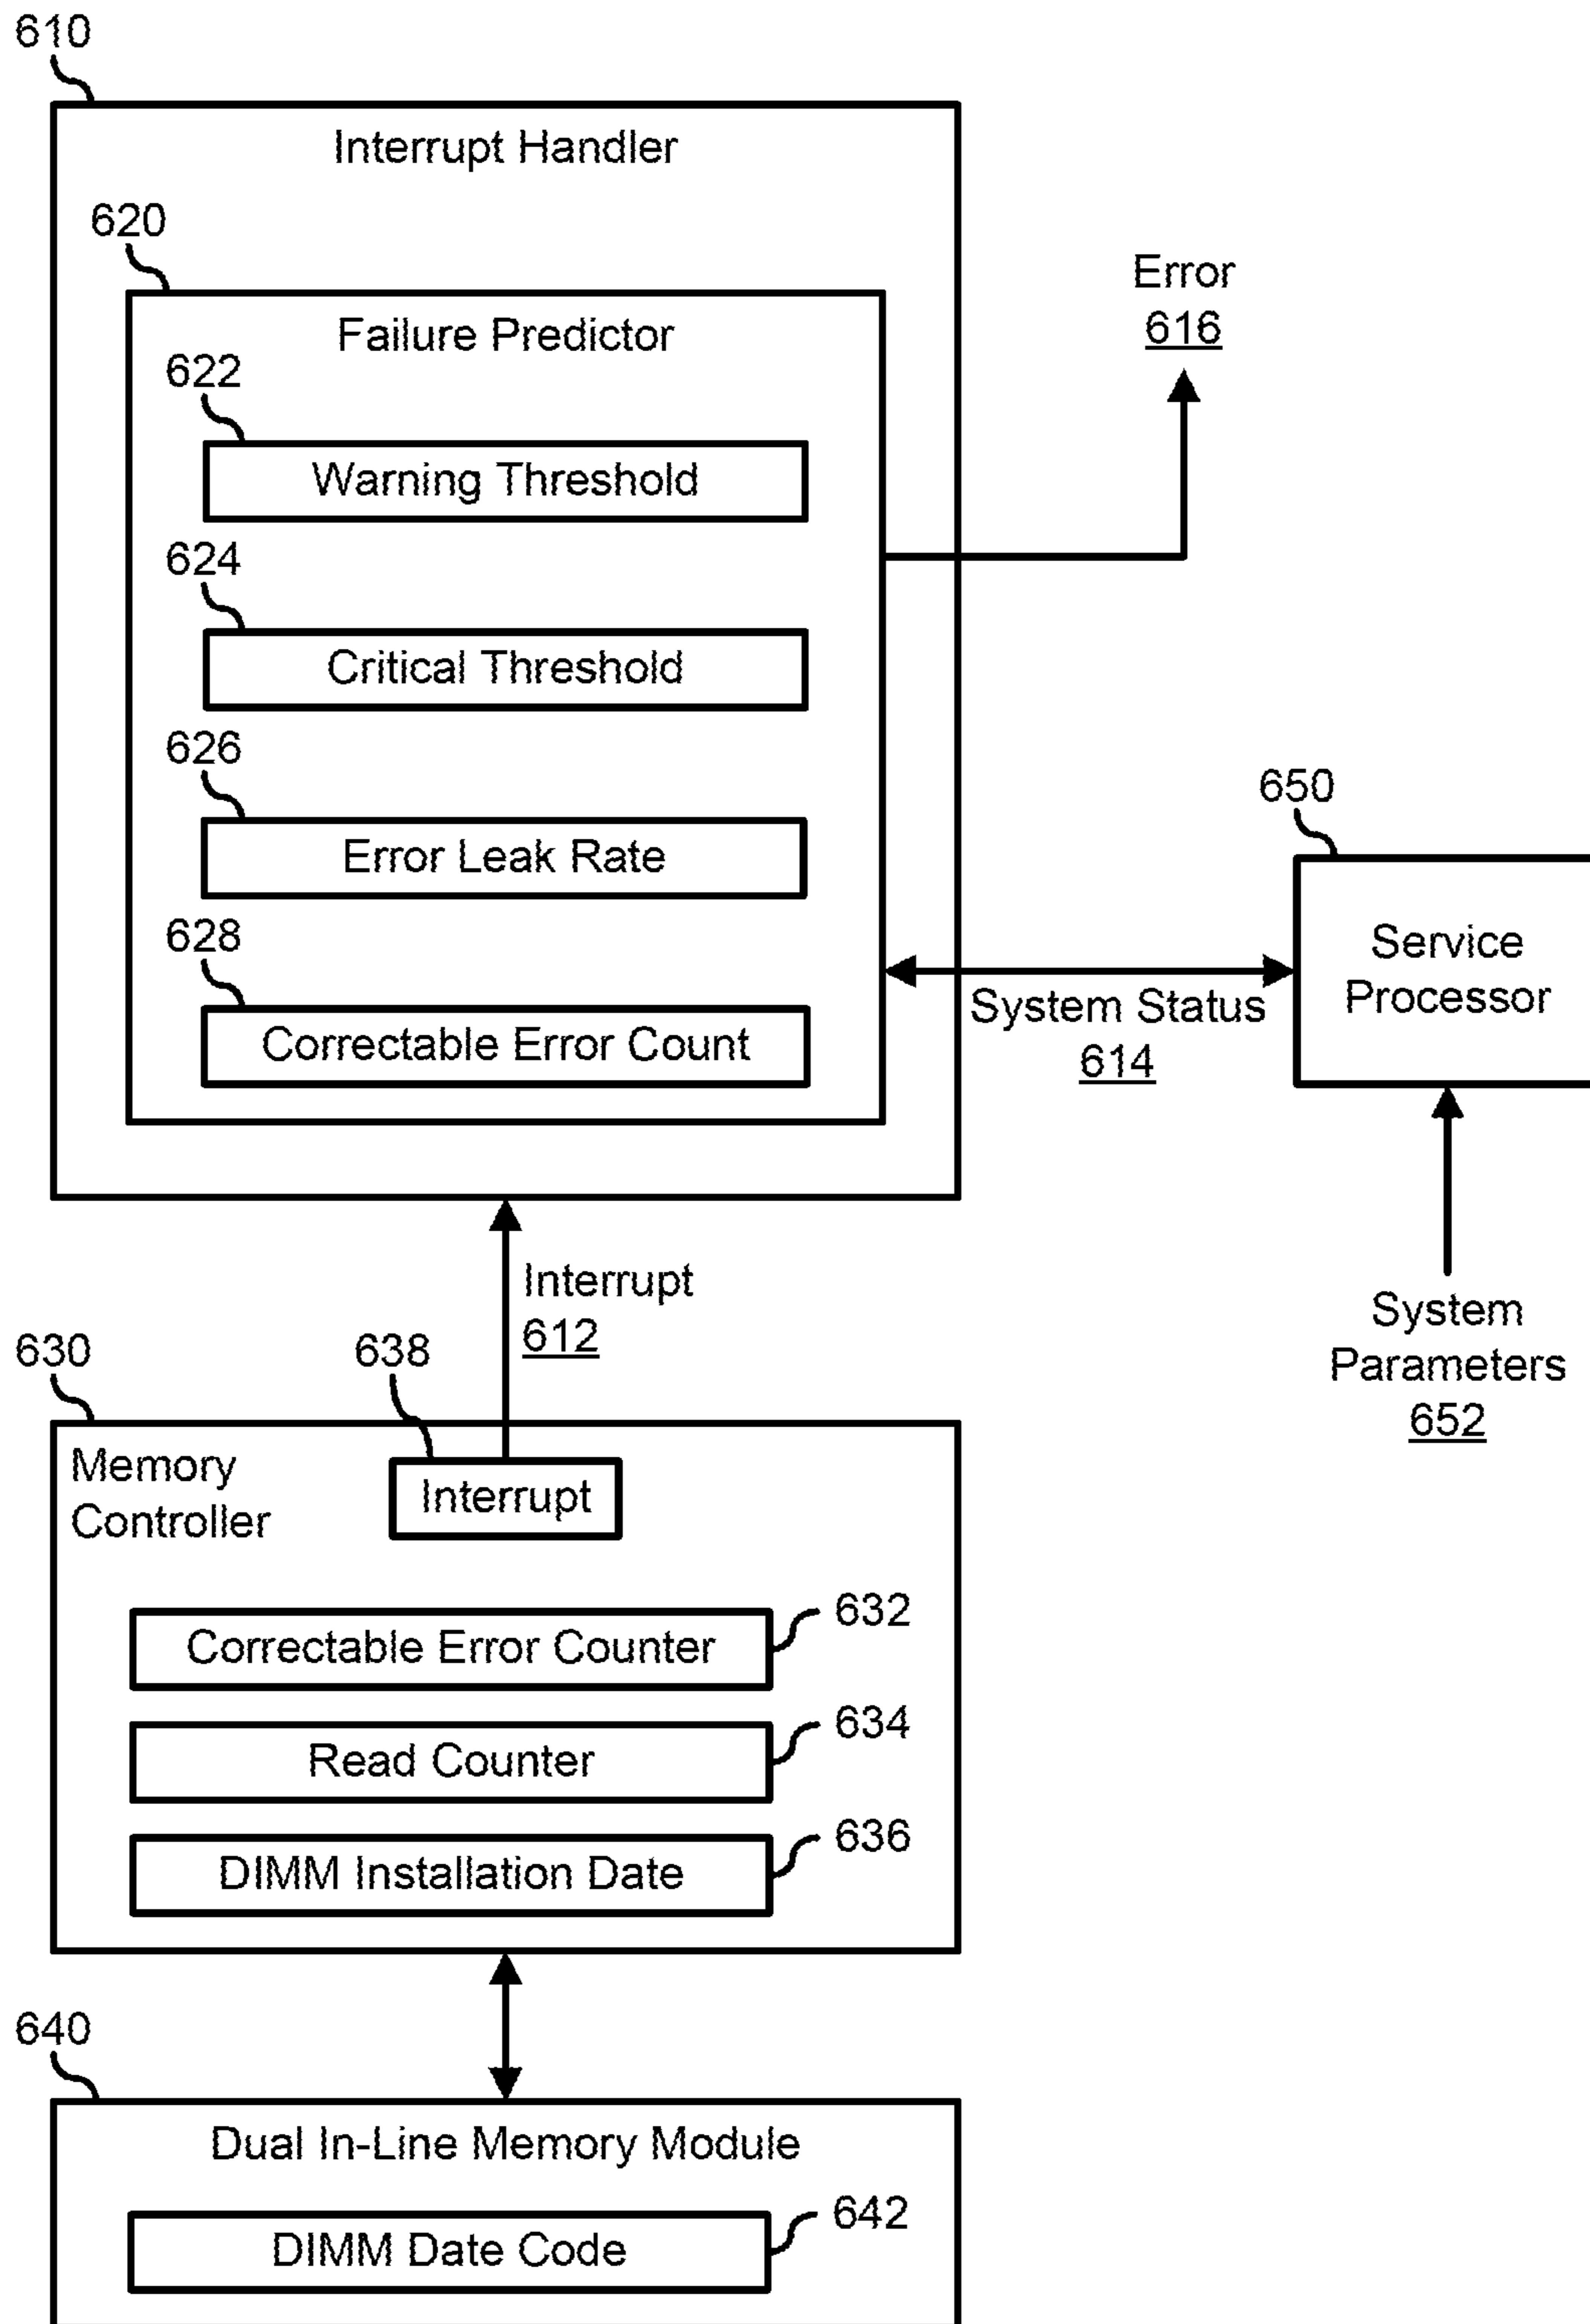 610
Interrupt Handler
620
Failure Predictor
622
Warning Threshold
624
Critical Threshold
626
Error Leak Rate
628
Correctable Error Count
Error
616
650
Service
Processor
System Status
614
System
Parameters
652
Interrupt
612
630
638
Memory
Controller
Interrupt
632
Correctable Error Counter
634
Read Counter
636
DIMM Installation Date
640
Dual In-Line Memory Module
642
DIMM Date Code